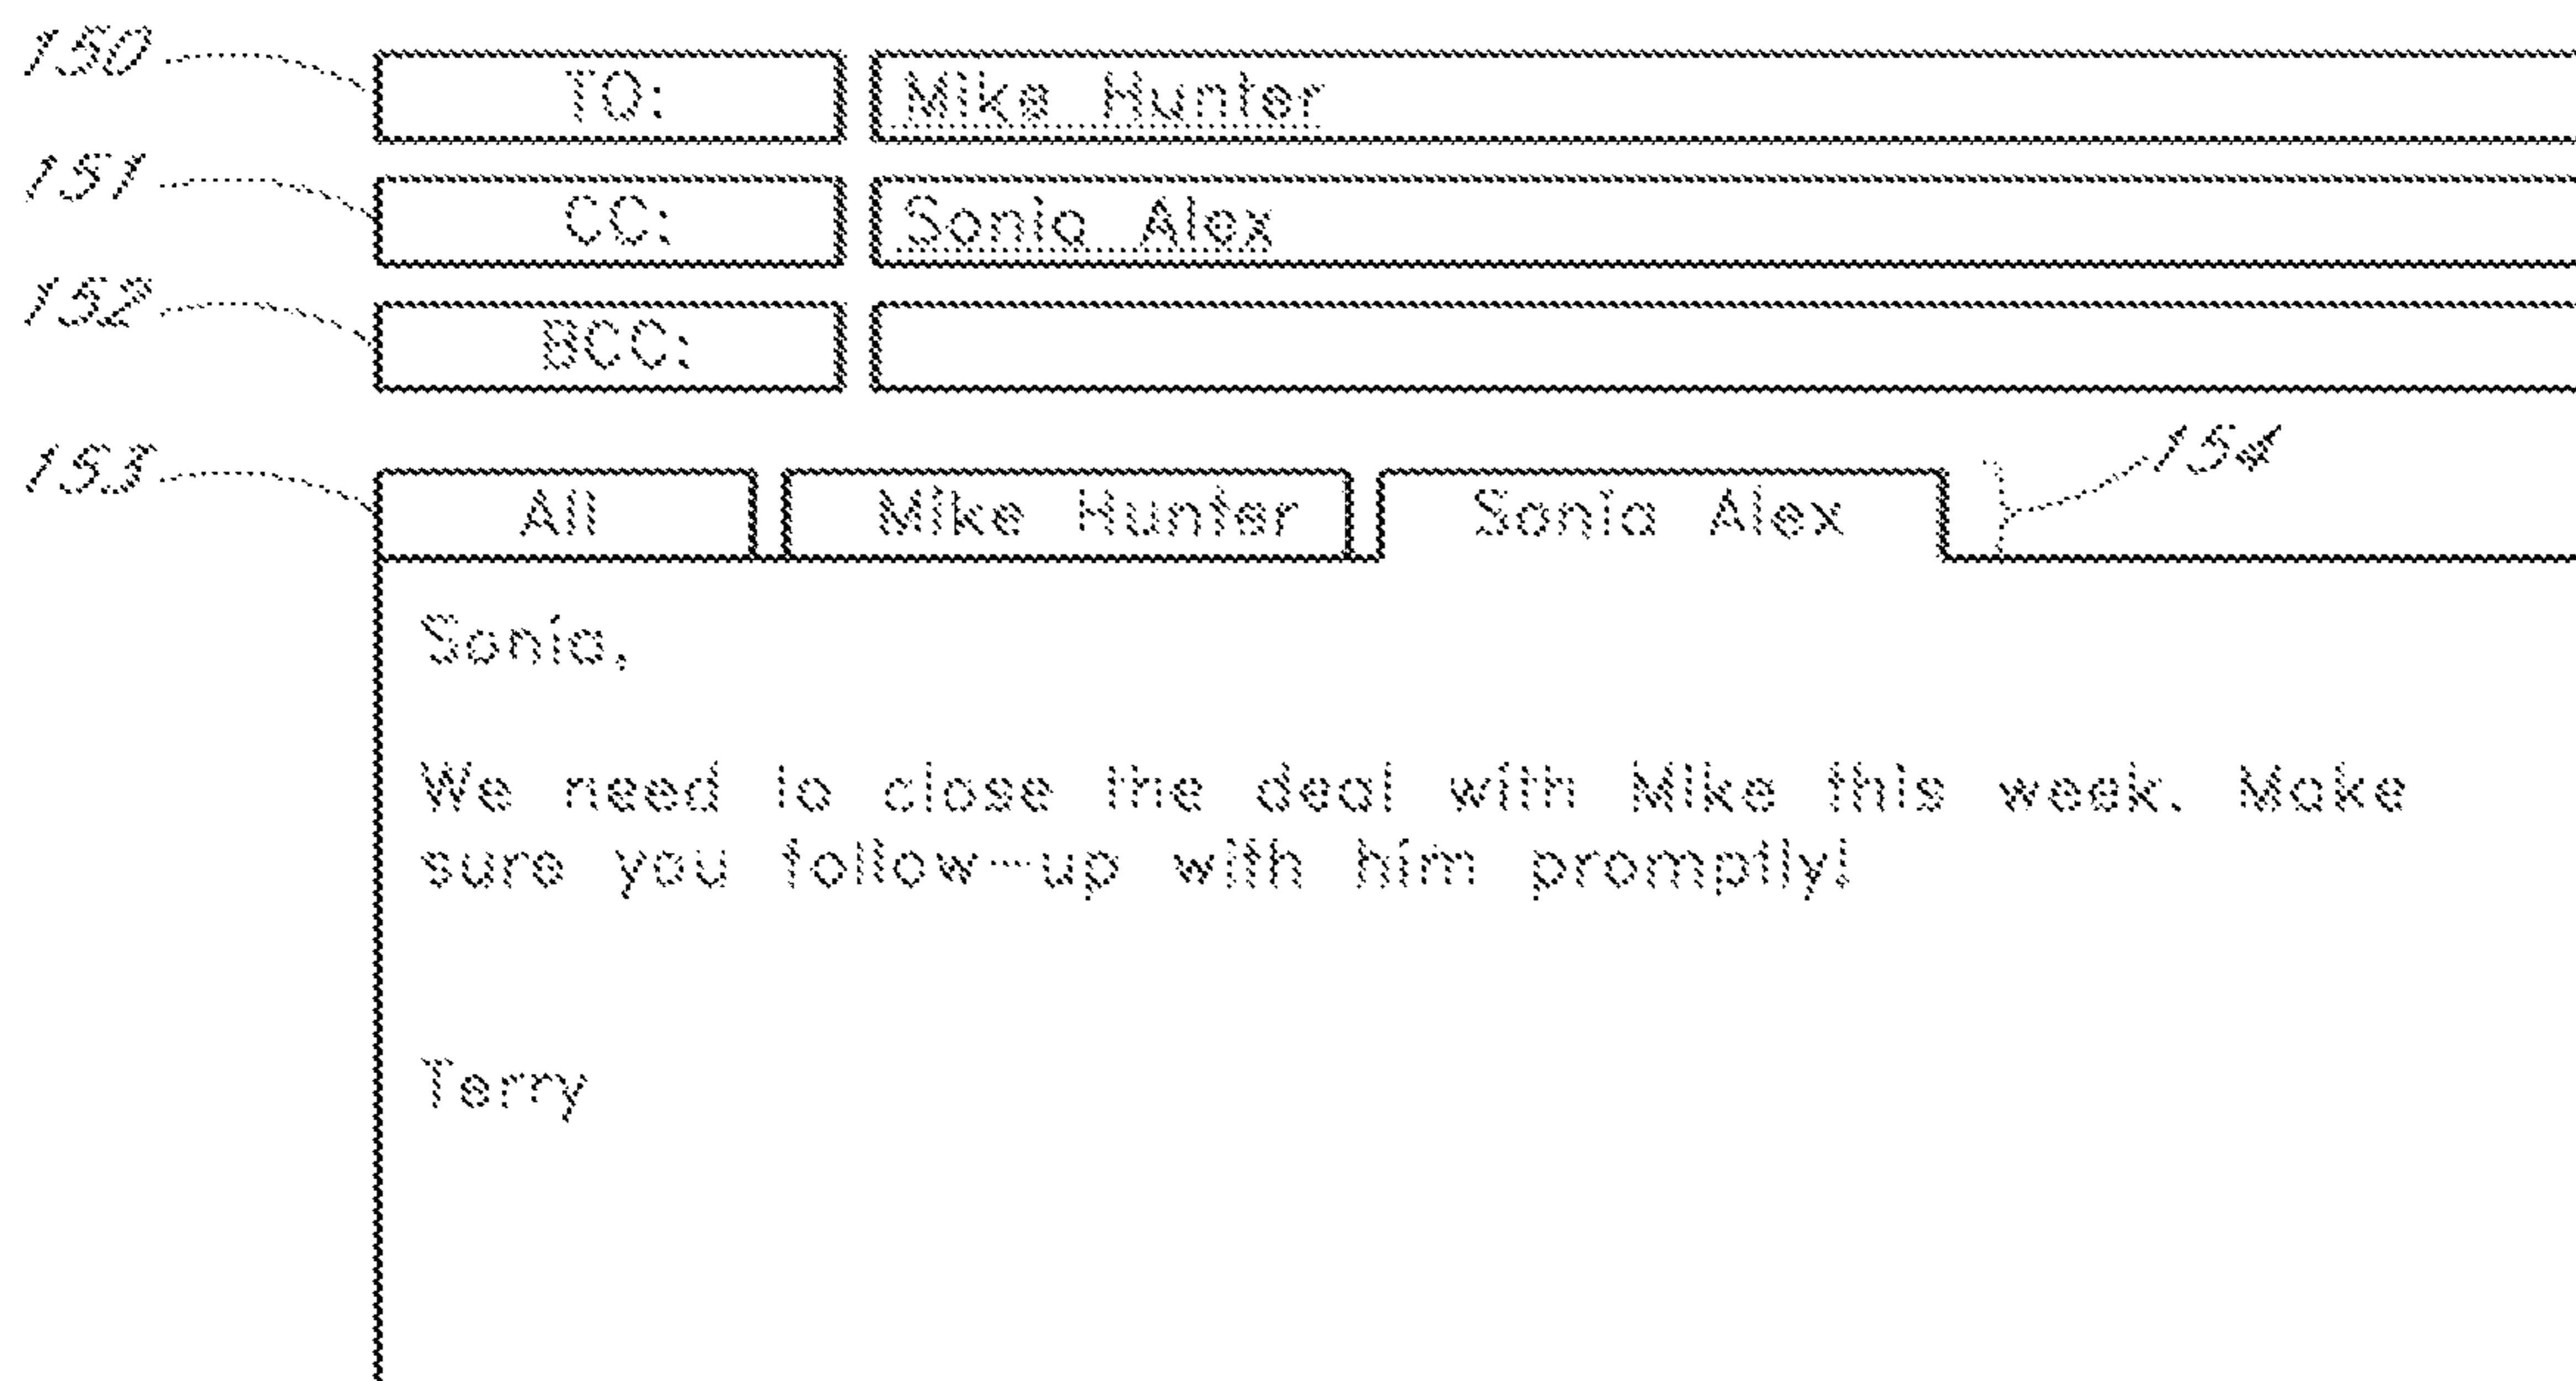 150 TO: Mike Hunter
151 CC: Sonia Alex
152 BCC:
153 All Mike Hunter Sonia Alex 154
Sonia,
We need to close the deal with Mike this week. Make
sure you follow-up with him promptly!
Terry